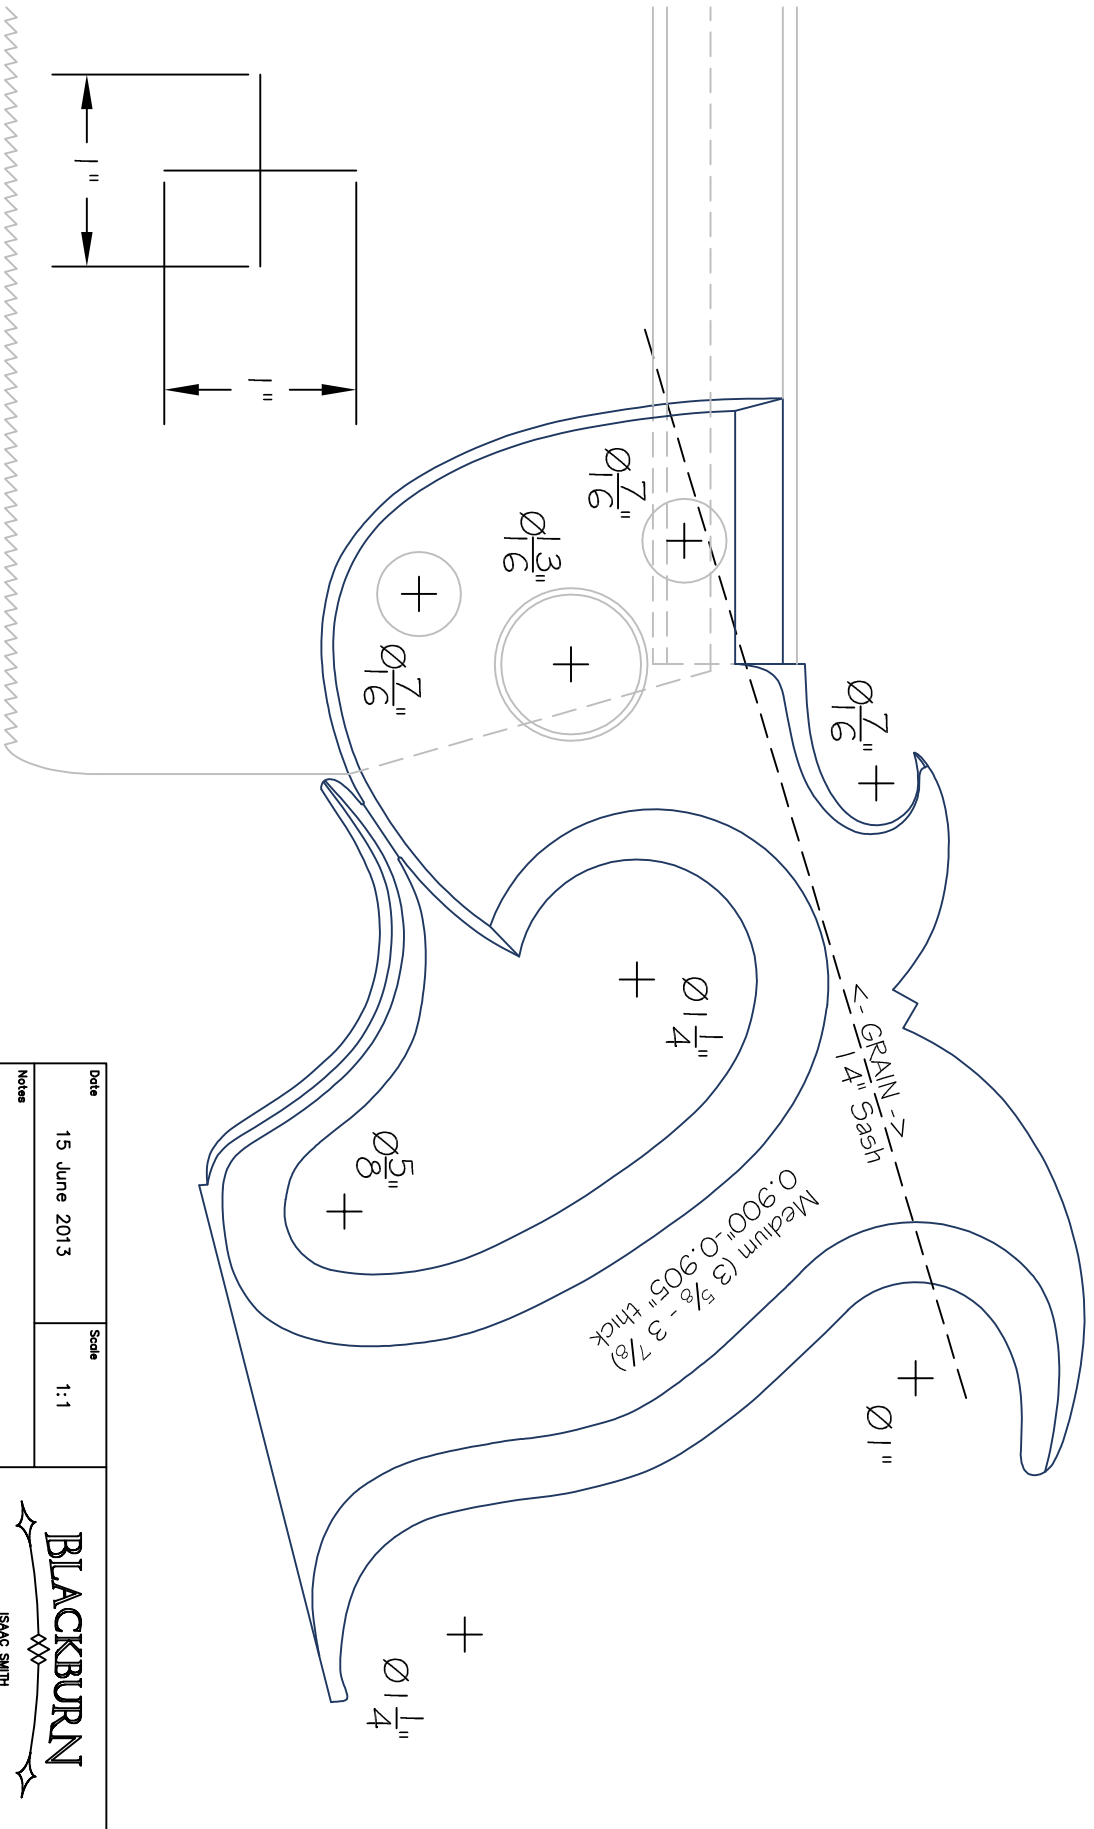 Ø7/16"
Ø1"
<- GRAIN ->
14" Sash
Medium (3 5/8 - 3 7/8)
0.900"-0.905" thick
Ø1 1/4"
Ø7/16"
Ø13/16"
Ø7/16"
Ø5/8"
Ø1 1/4"
1"
1"
Date
15 June 2013
Scale
1:1
Notes
BLACKBURN
ISAAC SMITH